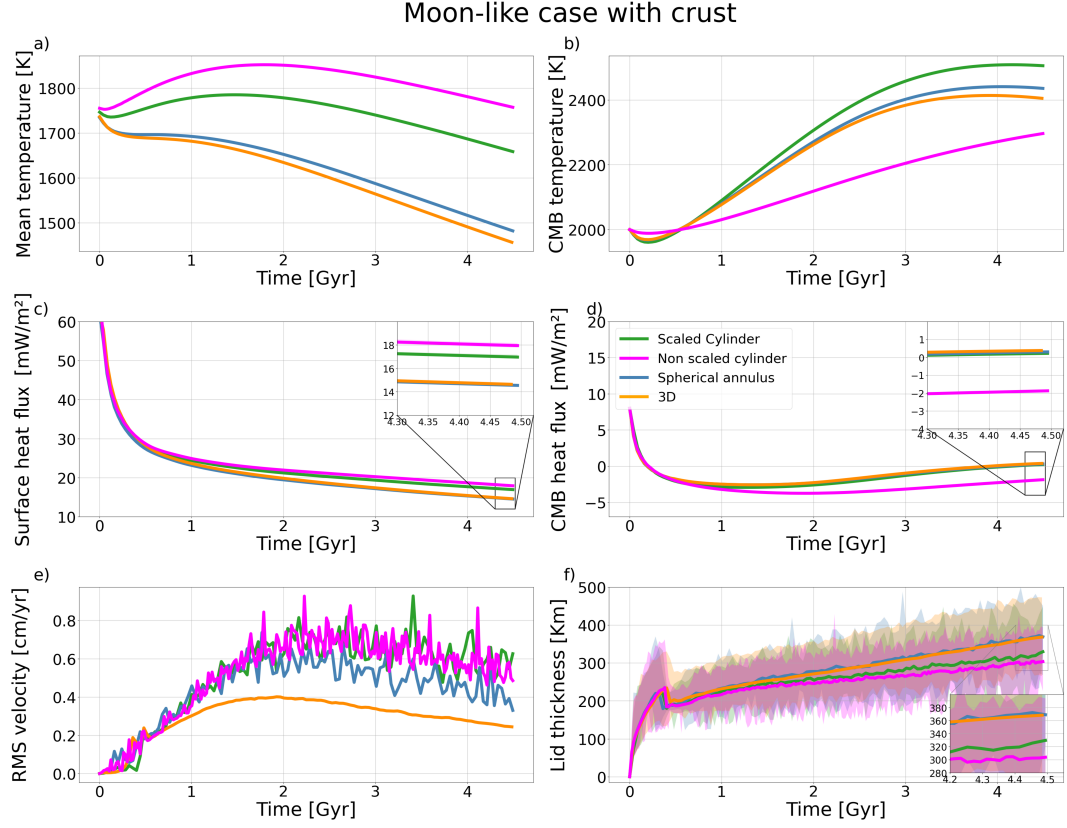 Moon-like case with crust
a)
Mean temperature [K]
1800
1700
1600
1500
0 1 2 3 4
Time [Gyr]
b)
CMB temperature [K]
2400
2200
2000
0 1 2 3 4
Time [Gyr]
c)
Surface heat flux [mW/m²]
60
50
40
30
20
10
0 1 2 3 4
Time [Gyr]
18
16
14
12
4.30 4.35 4.40 4.45 4.50
d)
CMB heat flux [mW/m²]
20
15
10
5
0
−5
0 1 2 3 4
Time [Gyr]
Scaled Cylinder
Non scaled cylinder
Spherical annulus
3D
1
0
−1
−2
−3
−4
4.30 4.35 4.40 4.45 4.50
e)
RMS velocity [cm/yr]
0.8
0.6
0.4
0.2
0.0
0 1 2 3 4
Time [Gyr]
f)
Lid thickness [Km]
500
400
300
200
100
0
0 1 2 3 4
Time [Gyr]
380
360
340
320
300
280
4.2 4.3 4.4 4.5